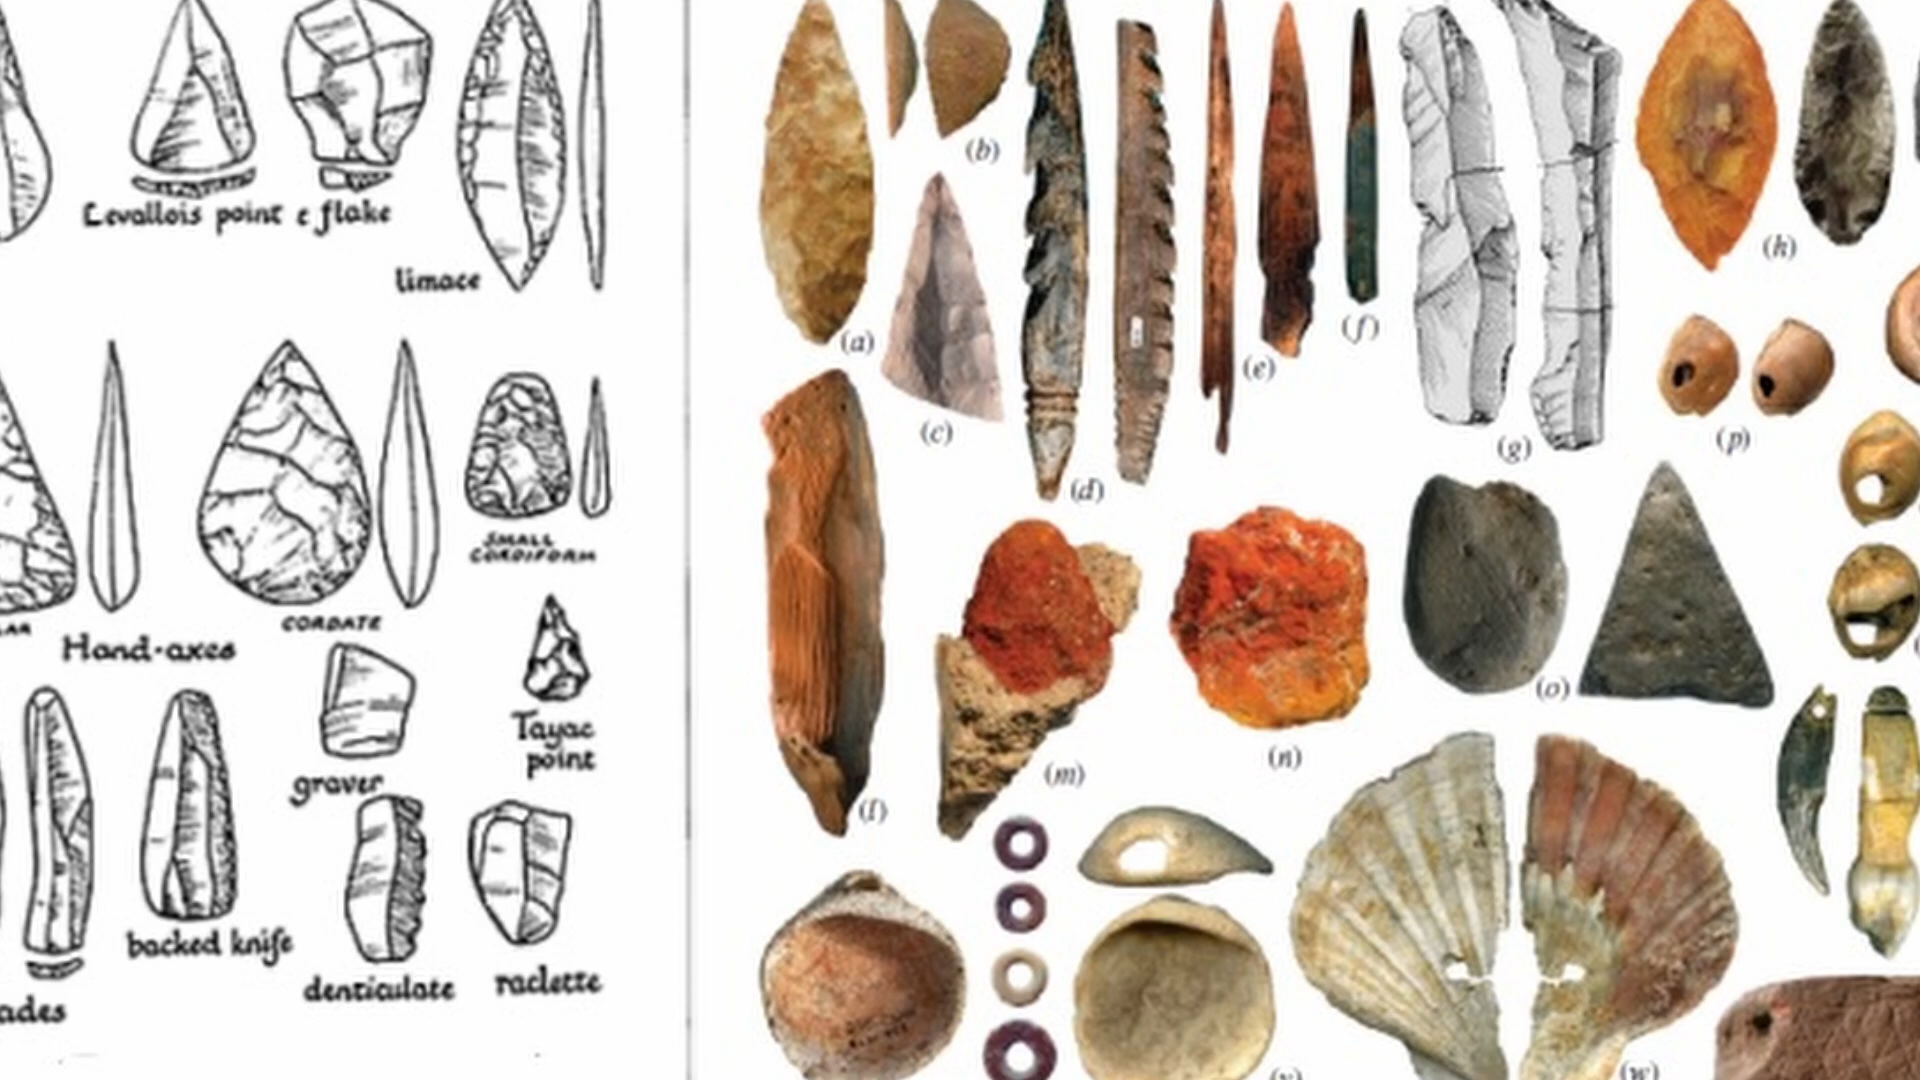 Levallois point & flake
limace
SMALL
CORDIFORM
CORDATE
Hand-axes
Tayac
point
graver
backed knife
denticulate
raclette
(a)
(b)
(c)
(d)
(e)
(f)
(g)
(h)
(p)
(l)
(m)
(n)
(o)
(w)